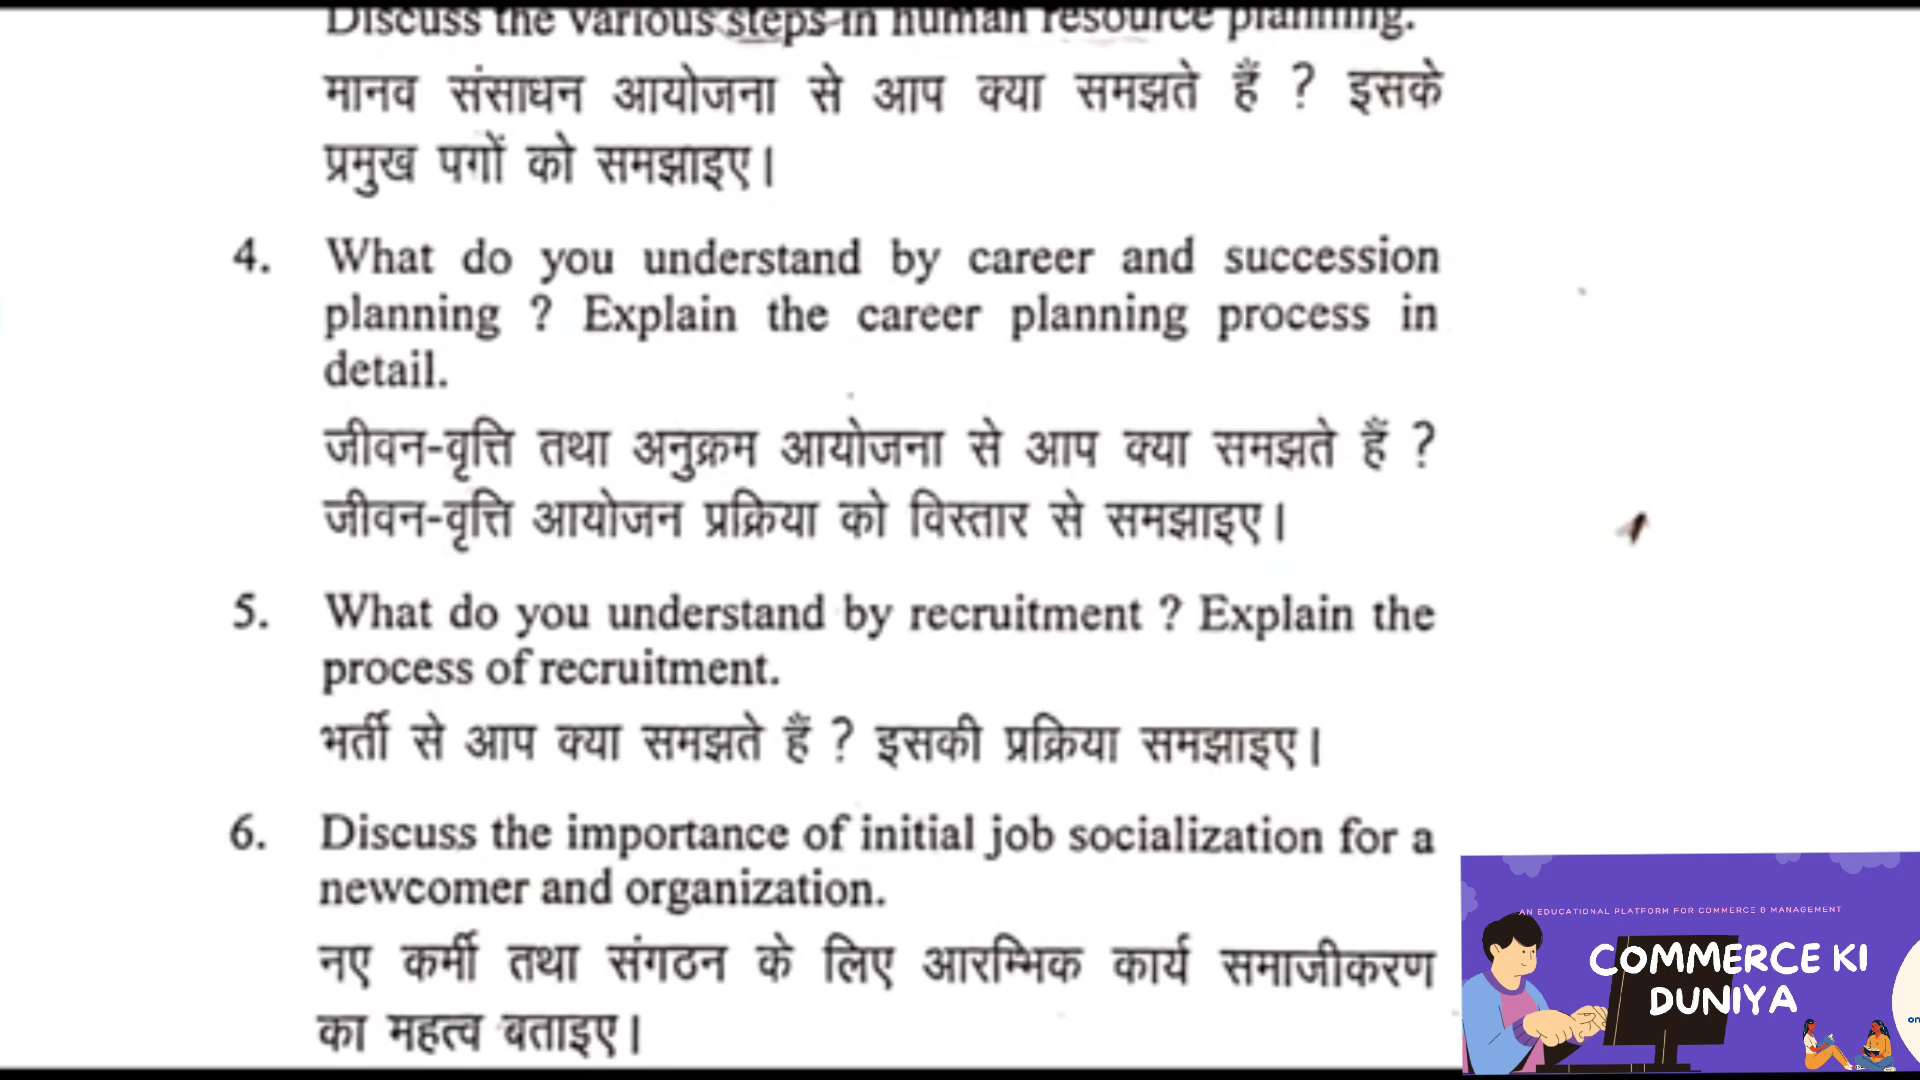 Discuss the various steps in human resource planning.
मानव संसाधन आयोजना से आप क्या समझते हैं ? इसके
प्रमुख पगों को समझाइए।
4. What do you understand by career and succession
planning ? Explain the career planning process in
detail.
जीवन-वृत्ति तथा अनुक्रम आयोजना से आप क्या समझते हैं ?
जीवन-वृत्ति आयोजन प्रक्रिया को विस्तार से समझाइए।
5. What do you understand by recruitment ? Explain the
process of recruitment.
भर्ती से आप क्या समझते हैं ? इसकी प्रक्रिया समझाइए।
6. Discuss the importance of initial job socialization for a
newcomer and organization.
नए कर्मी तथा संगठन के लिए आरम्भिक कार्य समाजीकरण
का महत्व बताइए।
AN EDUCATIONAL PLATFORM FOR COMMERCE & MANAGEMENT
COMMERCE KI
DUNIYA